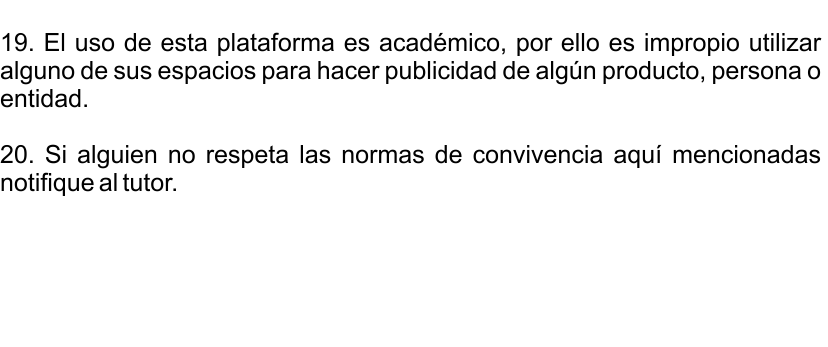 19. El uso de esta plataforma es académico, por ello es impropio utilizar
alguno de sus espacios para hacer publicidad de algún producto, persona o
entidad.
20. Si alguien no respeta las normas de convivencia aquí mencionadas
notifique al tutor.